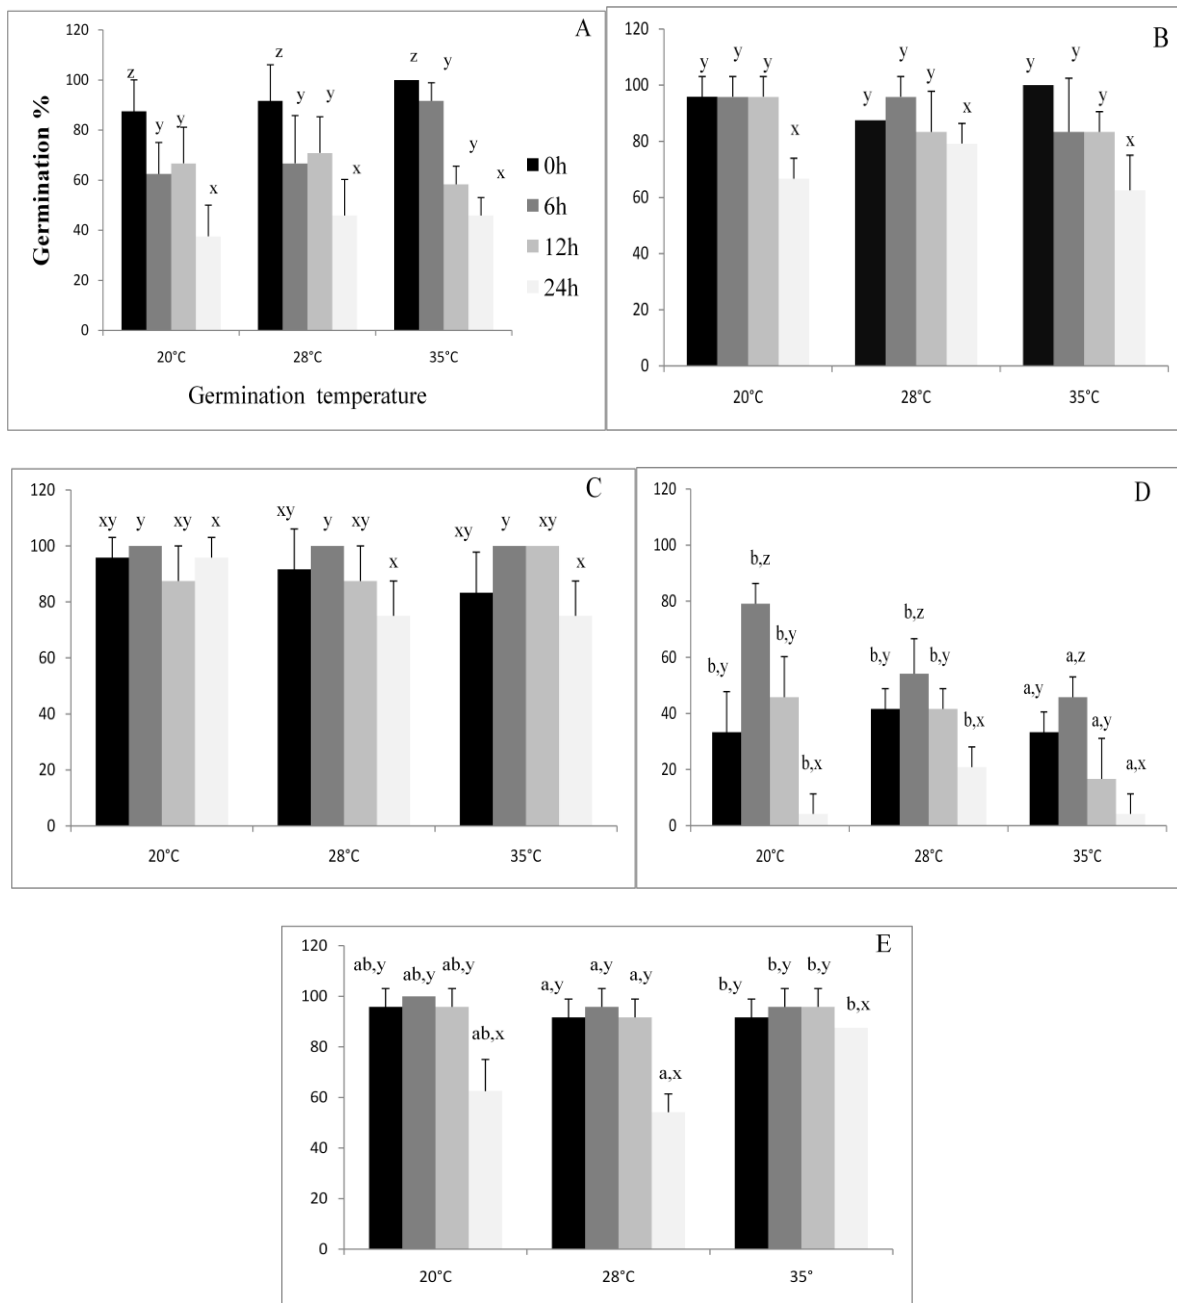 A
120
100
80
60
40
20
0
Germination %
z
y
y
x
z
y
y
x
z
y
y
x
0h
6h
12h
24h
20°C 28°C 35°C
Germination temperature
B
120
100
80
60
40
20
0
y
y
y
x
y
y
y
x
y
y
y
x
20°C 28°C 35°C
C
120
100
80
60
40
20
0
xy
y
xy
x
xy
y
xy
x
xy
y
xy
x
20°C 28°C 35°C
D
120
100
80
60
40
20
0
b,y
b,z
b,y
b,x
b,y
b,z
b,y
b,x
a,y
a,z
a,y
a,x
20°C 28°C 35°C
E
120
100
80
60
40
20
0
ab,y
ab,y
ab,y
ab,x
a,y
a,y
a,y
a,x
b,y
b,y
b,y
b,x
20°C 28°C 35°